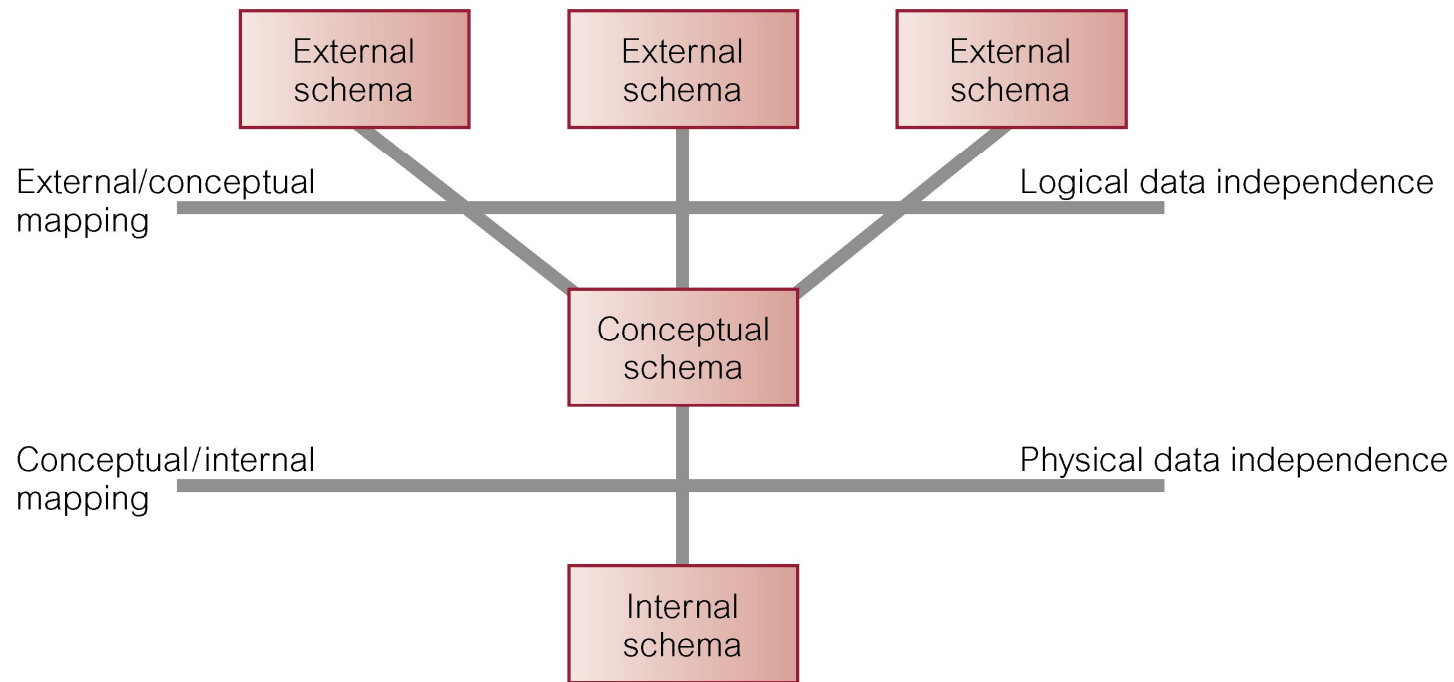 External
schema
External
schema
External
schema
External/conceptual
mapping
Logical data independence
Conceptual
schema
Conceptual/internal
mapping
Physical data independence
Internal
schema